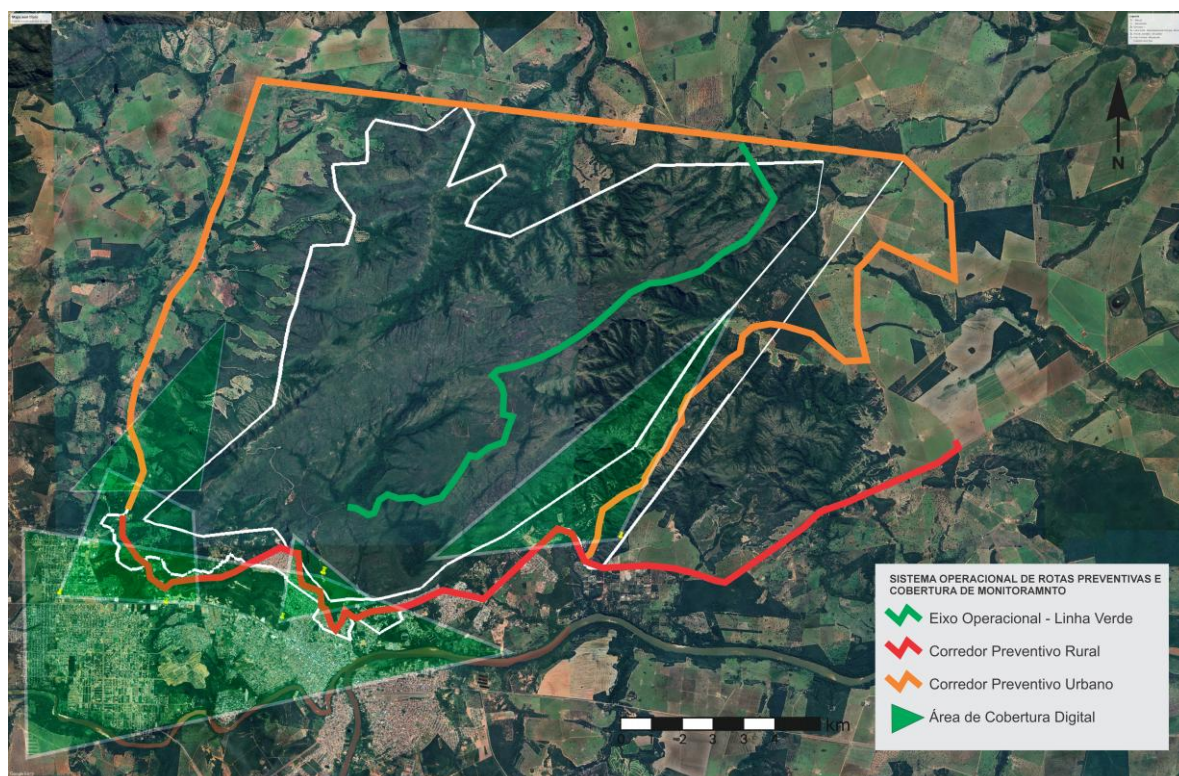 N
SISTEMA OPERACIONAL DE ROTAS PREVENTIVAS E
COBERTURA DE MONITORAMNTO
Eixo Operacional - Linha Verde
Corredor Preventivo Rural
Corredor Preventivo Urbano
Área de Cobertura Digital
km